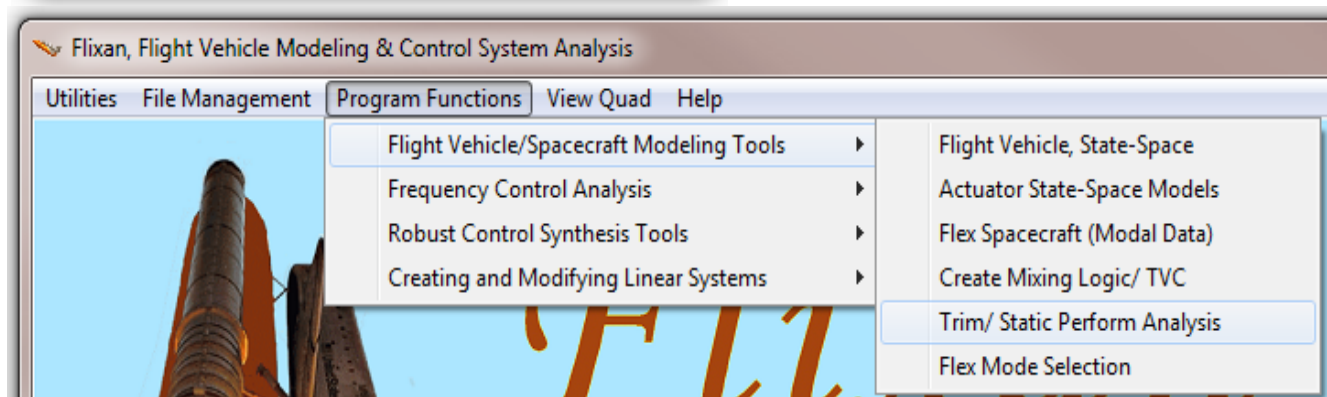 Flixan, Flight Vehicle Modeling & Control System Analysis
Utilities File Management Program Functions View Quad Help
Flight Vehicle/Spacecraft Modeling Tools
Frequency Control Analysis
Robust Control Synthesis Tools
Creating and Modifying Linear Systems
Flight Vehicle, State-Space
Actuator State-Space Models
Flex Spacecraft (Modal Data)
Create Mixing Logic/ TVC
Trim/ Static Perform Analysis
Flex Mode Selection